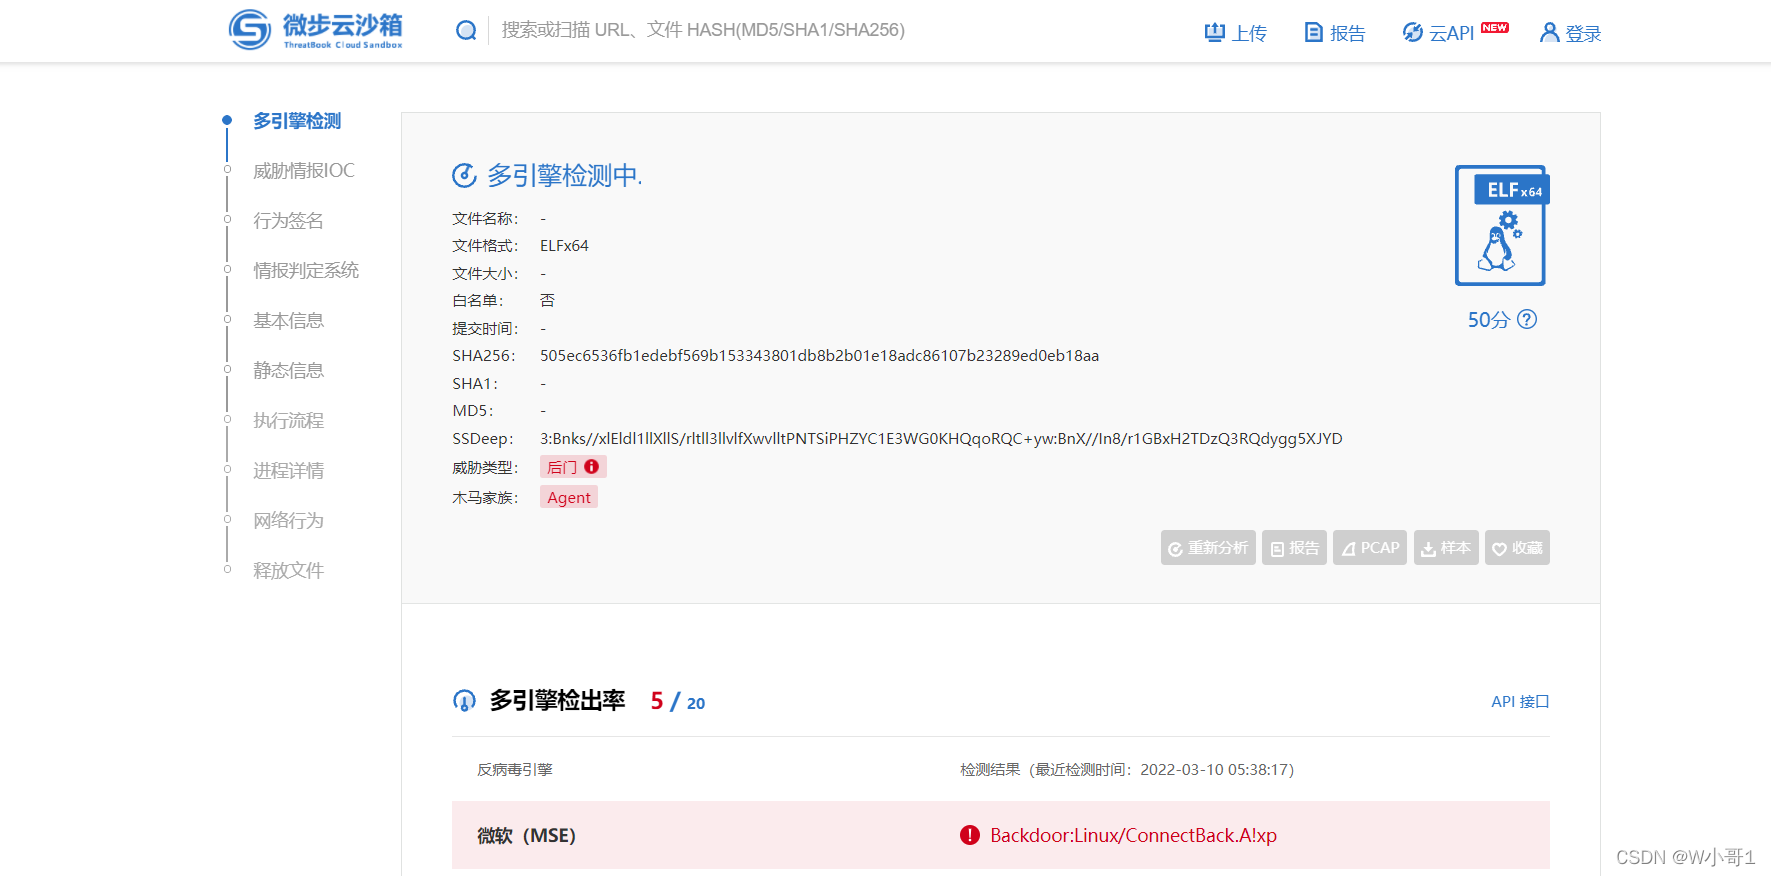 微步云沙箱
ThreatBook Cloud Sandbox
搜索或扫描 URL、文件 HASH(MD5/SHA1/SHA256)
上传
报告
云API NEW
登录
多引擎检测
威胁情报IOC
行为签名
情报判定系统
基本信息
静态信息
执行流程
进程详情
网络行为
释放文件
多引擎检测中.
文件名称： -
文件格式： ELFx64
文件大小： -
白名单： 否
提交时间： -
SHA256： 505ec6536fb1edebf569b153343801db8b2b01e18adc86107b23289ed0eb18aa
SHA1： -
MD5： -
SSDeep： 3:Bnks//xlEldl1llXllS/rltll3llvlfXwvlltPNTSiPHZYC1E3WG0KHQqoRQC+yw:BnX//In8/r1GBxH2TDzQ3RQdygg5XJYD
威胁类型： 后门
木马家族： Agent
ELF x64
50分 ?
重新分析
报告
PCAP
样本
收藏
多引擎检出率 5 / 20
API 接口
反病毒引擎
检测结果（最近检测时间：2022-03-10 05:38:17）
微软（MSE）
Backdoor:Linux/ConnectBack.A!xp
CSDN @W小哥1